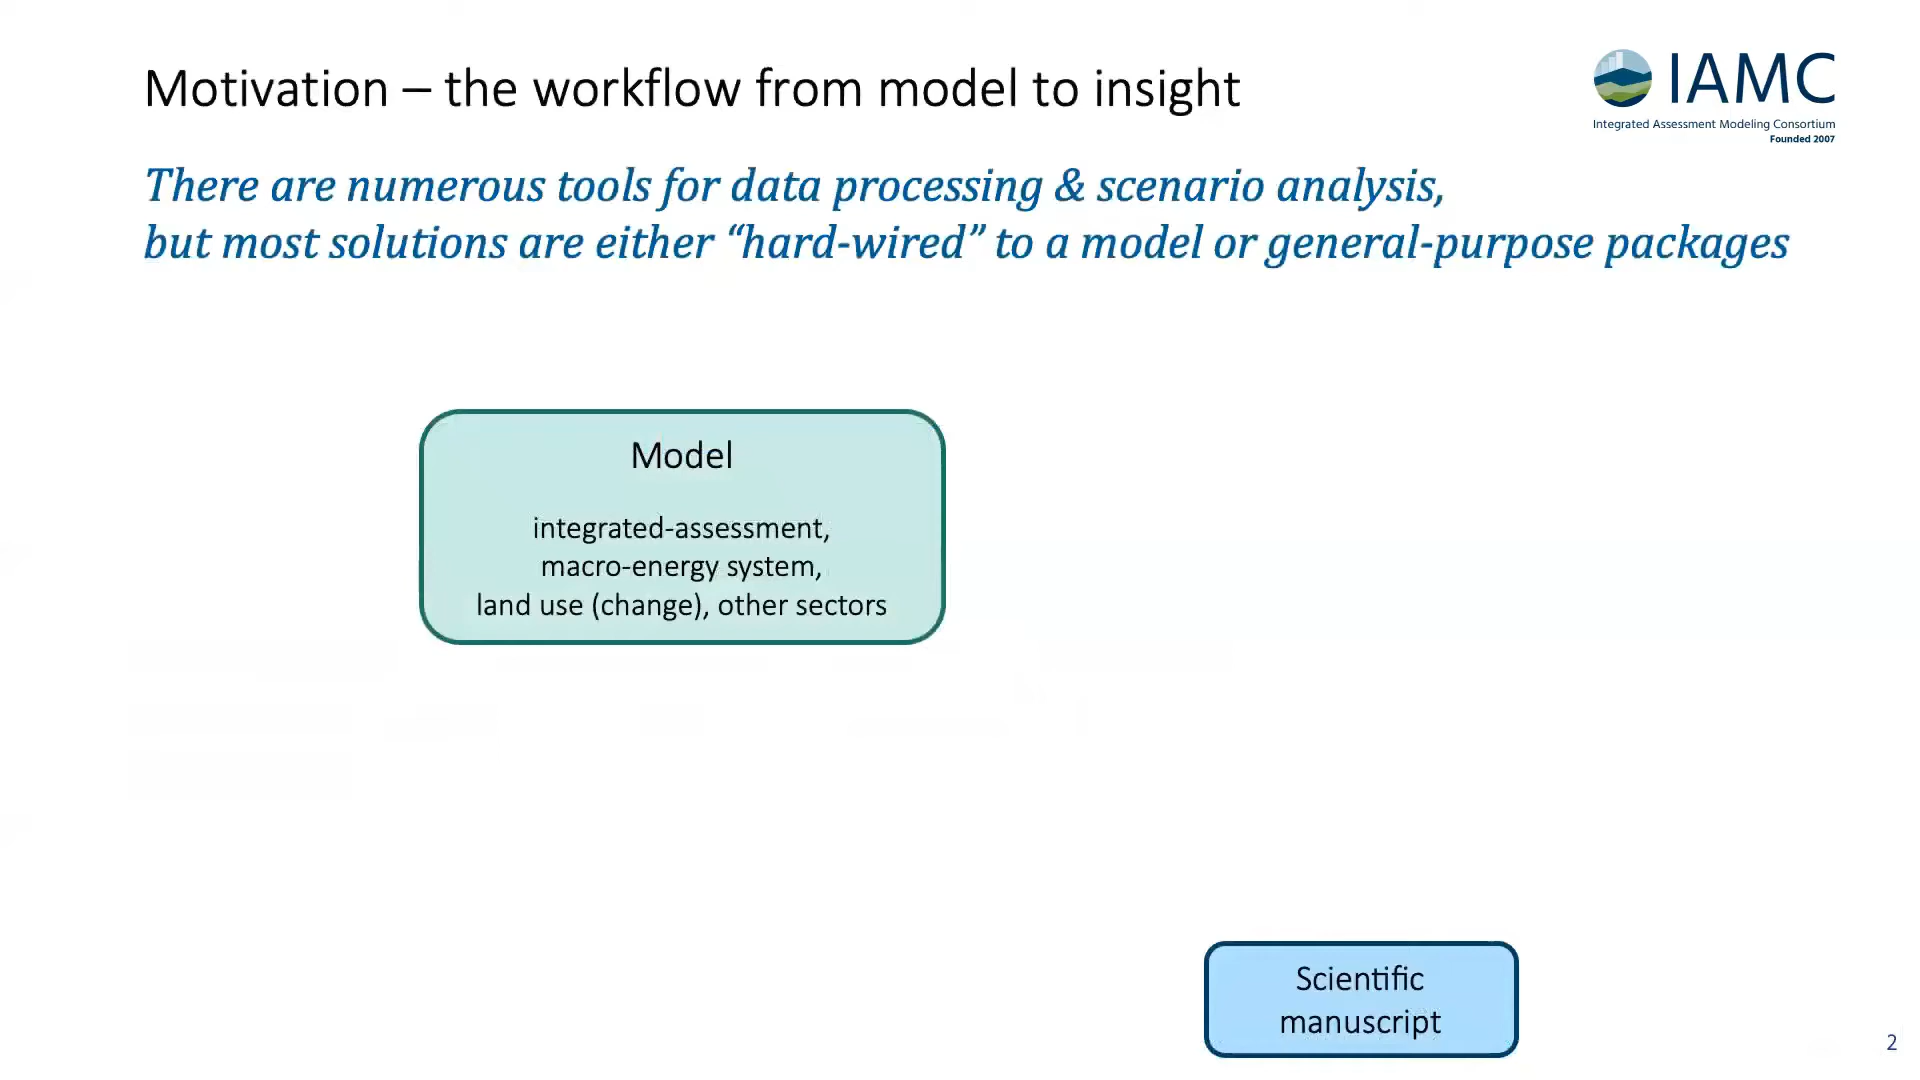 Motivation – the workflow from model to insight
IAMC
Integrated Assessment Modeling Consortium
Founded 2007
There are numerous tools for data processing & scenario analysis,
but most solutions are either “hard-wired” to a model or general-purpose packages
Model
integrated-assessment,
macro-energy system,
land use (change), other sectors
Scientific
manuscript
2